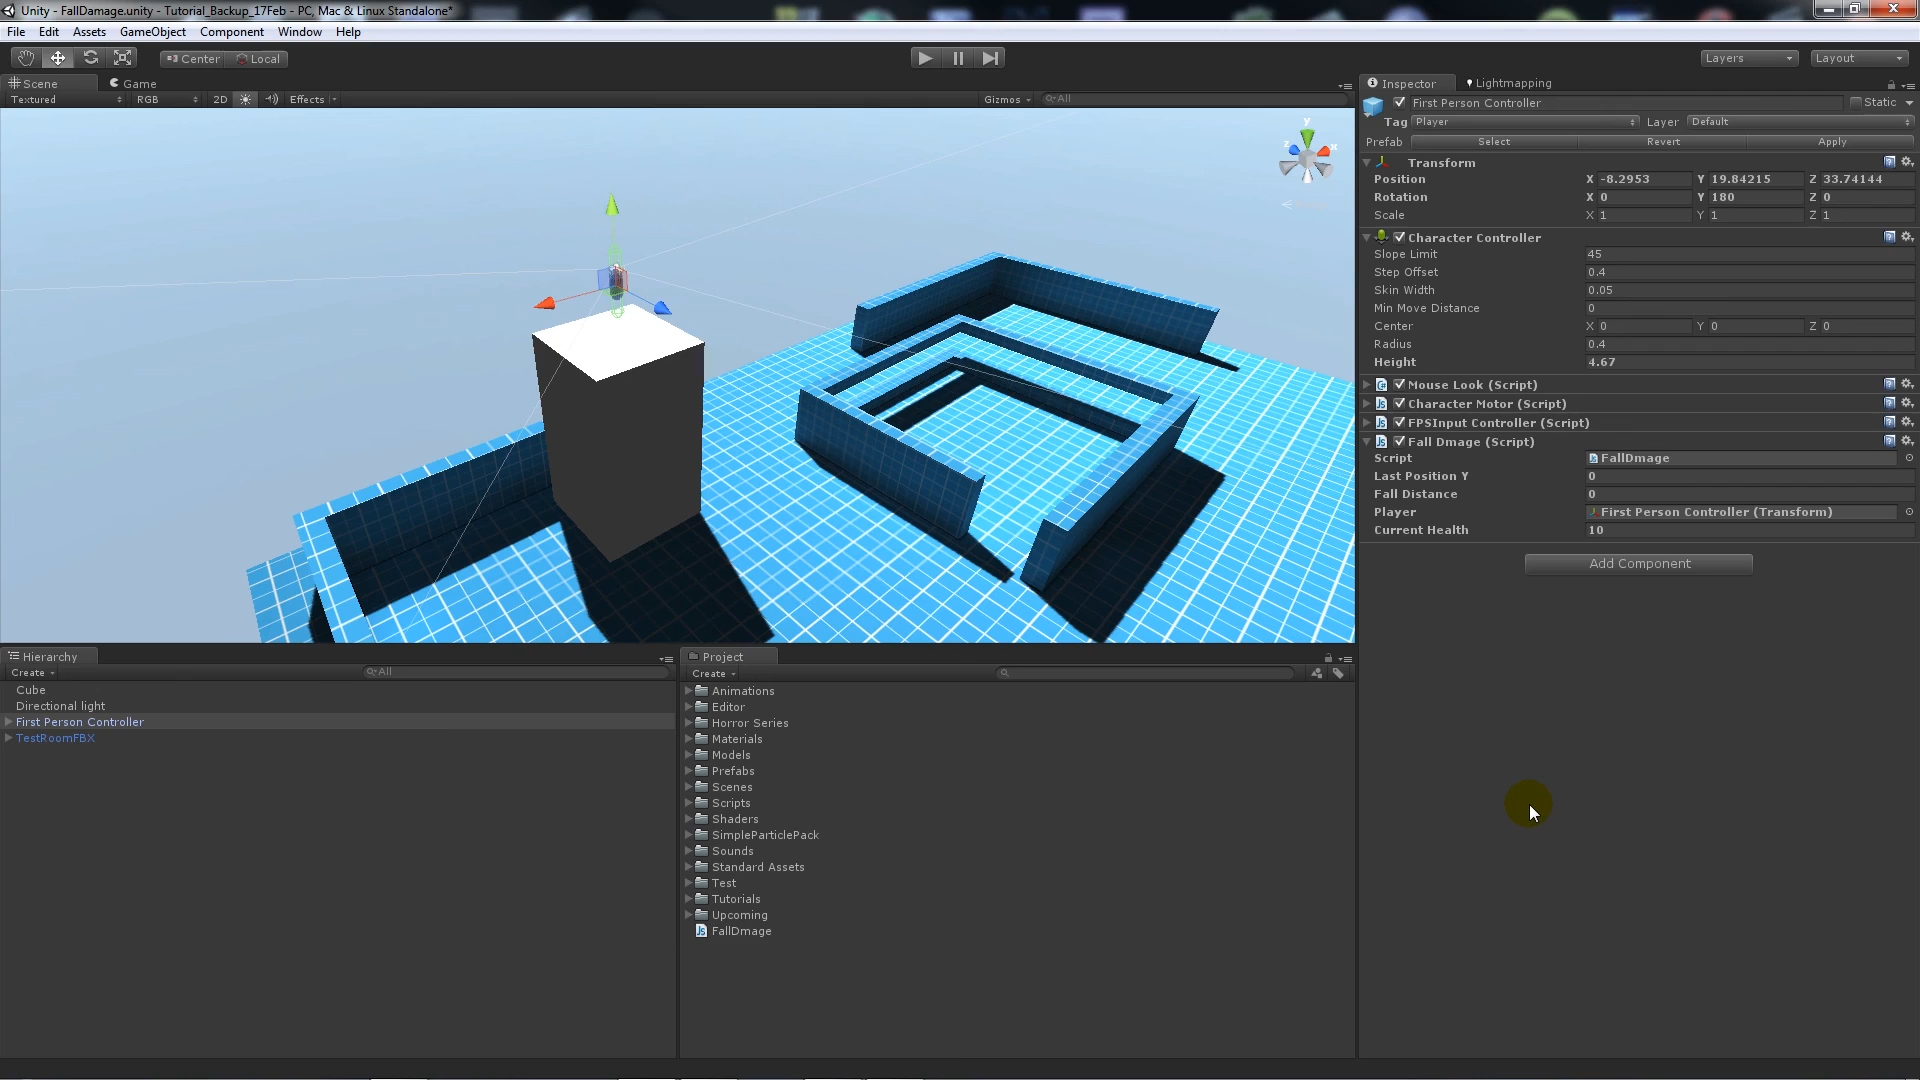 Unity - FallDamage.unity - Tutorial_Backup_17Feb - PC, Mac & Linux Standalone*
File Edit Assets GameObject Component Window Help
Center Local Layers Layout
Scene Game
Textured RGB 2D Effects Gizmos All
y
z x
Inspector Lightmapping
First Person Controller Static
Tag Player Layer Default
Prefab Select Revert Apply
Transform
Position X -8.2953 Y 19.84215 Z 33.74144
Rotation X 0 Y 180 Z 0
Scale X 1 Y 1 Z 1
Character Controller
Slope Limit 45
Step Offset 0.4
Skin Width 0.05
Min Move Distance 0
Center X 0 Y 0 Z 0
Radius 0.4
Height 4.67
Mouse Look (Script)
Character Motor (Script)
FPSInput Controller (Script)
Fall Dmage (Script)
Script FallDmage
Last Position Y 0
Fall Distance 0
Player First Person Controller (Transform)
Current Health 10
Add Component
Hierarchy
Create All
Cube
Directional light
First Person Controller
TestRoomFBX
Project
Create
Animations
Editor
Horror Series
Materials
Models
Prefabs
Scenes
Scripts
Shaders
SimpleParticlePack
Sounds
Standard Assets
Test
Tutorials
Upcoming
FallDmage